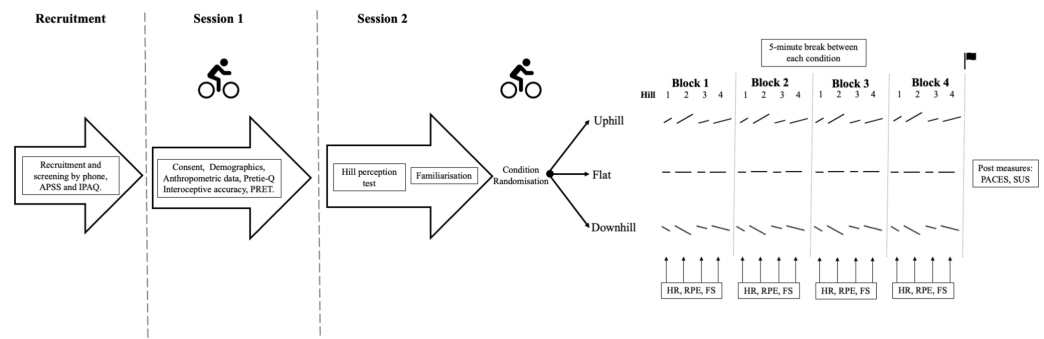 Recruitment
Session 1
Session 2
Recruitment and
screening by phone,
APSS and IPAQ.
Consent, Demographics,
Anthropometric data, Pretie-Q
Interoceptive accuracy, PRET.
Hill perception
test
Familiarisation
Condition
Randomisation
Uphill
Flat
Downhill
5-minute break between
each condition
Block 1
Block 2
Block 3
Block 4
Hill 1 2 3 4 1 2 3 4 1 2 3 4 1 2 3 4
HR, RPE, FS
HR, RPE, FS
HR, RPE, FS
HR, RPE, FS
Post measures:
PACES, SUS